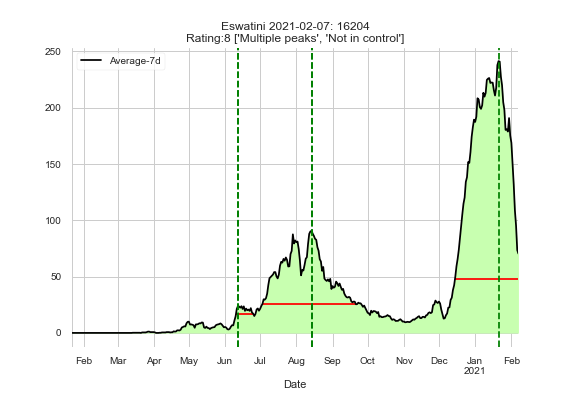 Eswatini 2021-02-07: 16204
Rating:8 ['Multiple peaks', 'Not in control']
Average-7d
250
200
150
100
50
0
Feb Mar Apr May Jun Jul Aug Sep Oct Nov Dec Jan Feb
2021
Date